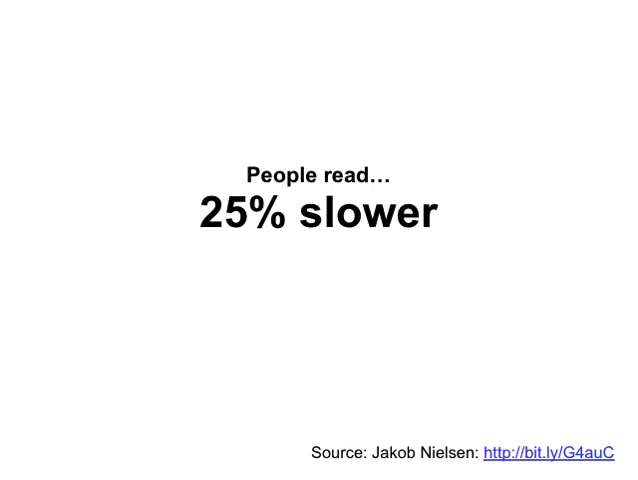 People read…
25% slower
Source: Jakob Nielsen: http://bit.ly/G4auC